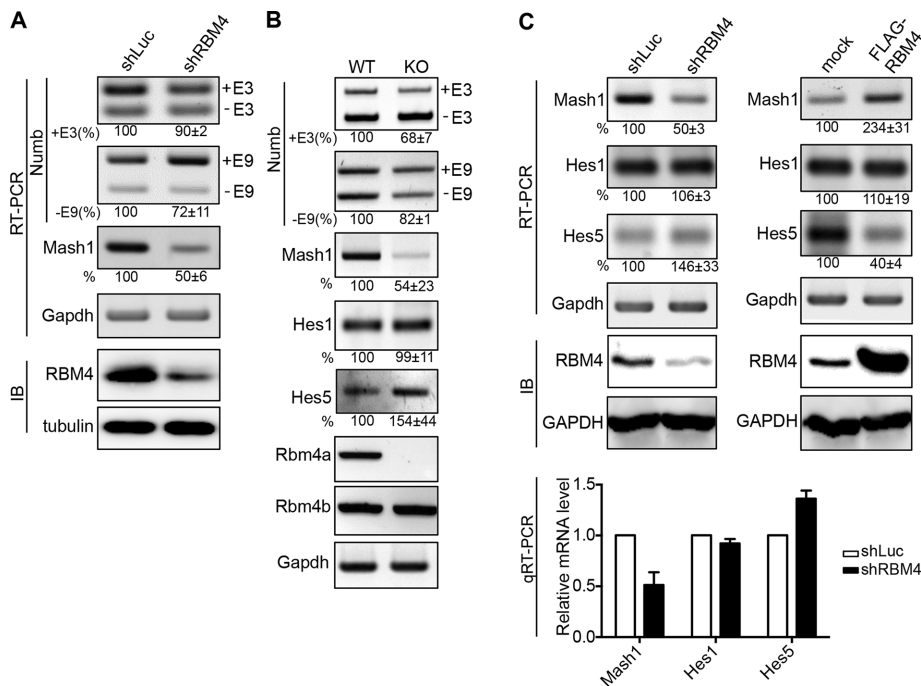 A
shLuc
shRBM4
RT-PCR
Numb
+E3
-E3
+E3(%) 100 90±2
+E9
-E9
-E9(%) 100 72±11
Mash1
% 100 50±6
Gapdh
IB
RBM4
tubulin
B
WT KO
Numb
+E3
-E3
+E3(%) 100 68±7
+E9
-E9
-E9(%) 100 82±1
Mash1
% 100 54±23
Hes1
% 100 99±11
Hes5
% 100 154±44
Rbm4a
Rbm4b
Gapdh
C
shLuc
shRBM4
RT-PCR
Mash1
% 100 50±3
Hes1
% 100 106±3
Hes5
% 100 146±33
Gapdh
IB
RBM4
GAPDH
mock
FLAG-
RBM4
Mash1
100 234±31
Hes1
100 110±19
Hes5
100 40±4
Gapdh
RBM4
GAPDH
qRT-PCR
Relative mRNA level
1.5
1.0
0.5
0.0
Mash1
Hes1
Hes5
shLuc
shRBM4